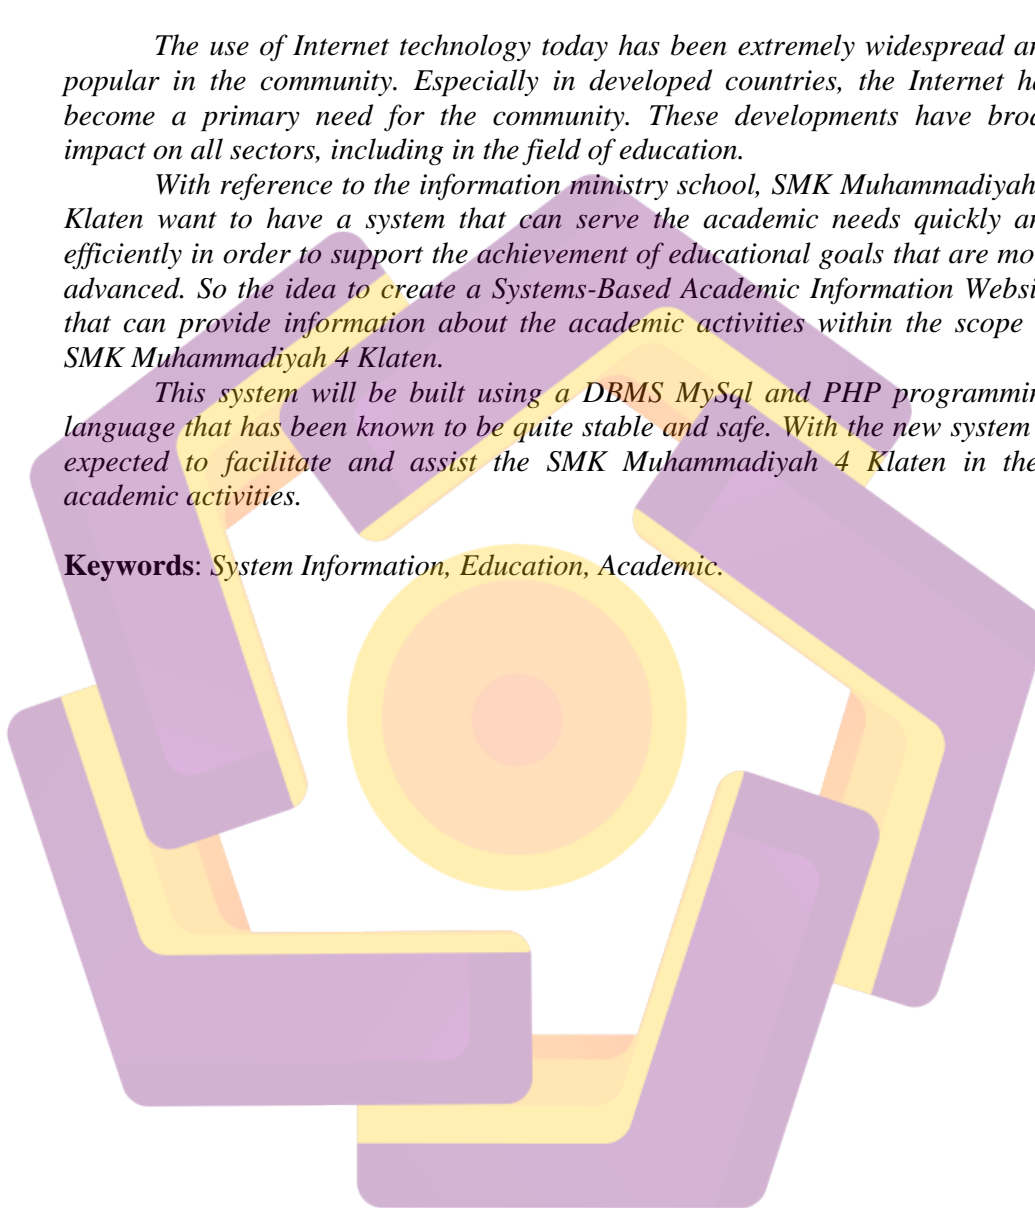 The use of Internet technology today has been extremely widespread an
popular in the community. Especially in developed countries, the Internet ha
become a primary need for the community. These developments have broa
impact on all sectors, including in the field of education.
With reference to the information ministry school, SMK Muhammadiyah
Klaten want to have a system that can serve the academic needs quickly an
efficiently in order to support the achievement of educational goals that are mo
advanced. So the idea to create a Systems-Based Academic Information Websi
that can provide information about the academic activities within the scope
SMK Muhammadiyah 4 Klaten.
This system will be built using a DBMS MySql and PHP programmin
language that has been known to be quite stable and safe. With the new system
expected to facilitate and assist the SMK Muhammadiyah 4 Klaten in the
academic activities.
Keywords: System Information, Education, Academic.